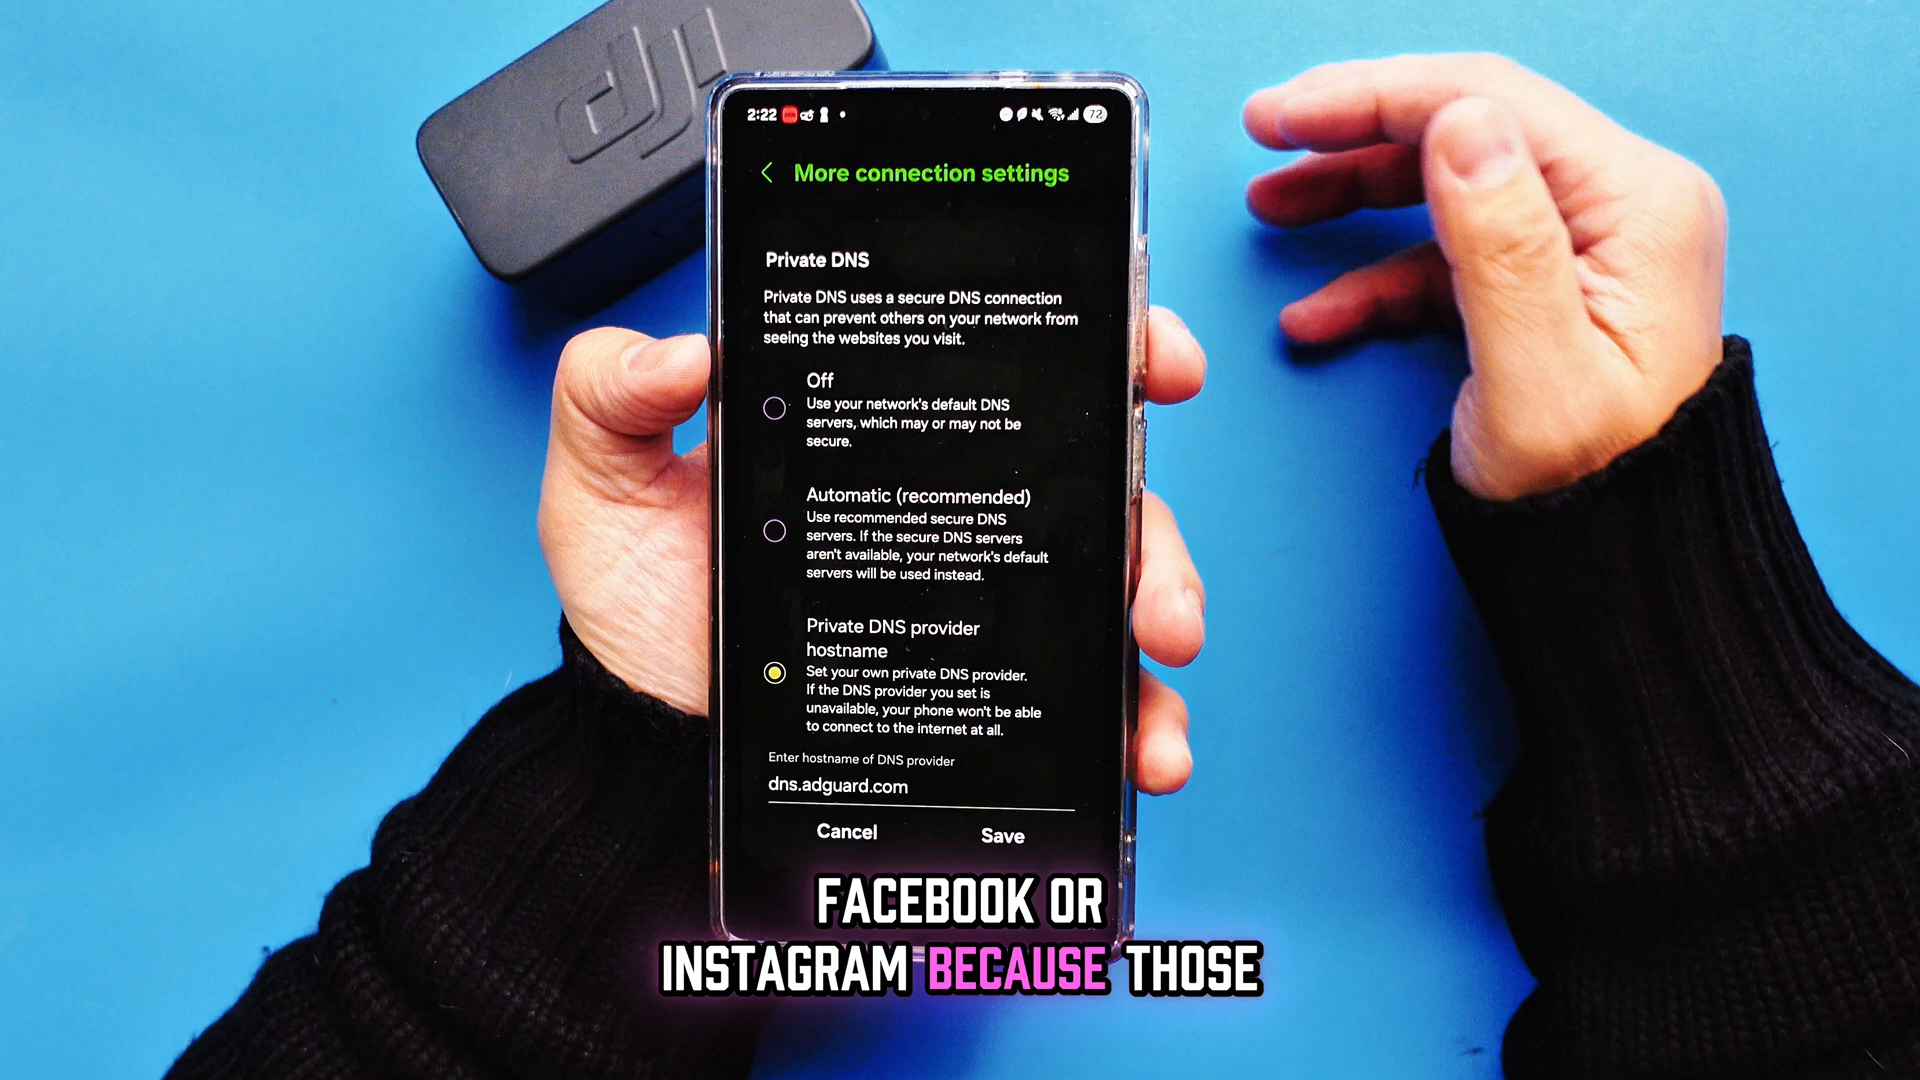 dji
2:22
72
More connection settings
Private DNS
Private DNS uses a secure DNS connection
that can prevent others on your network from
seeing the websites you visit.
Off
Use your network's default DNS
servers, which may or may not be
secure.
Automatic (recommended)
Use recommended secure DNS
servers. If the secure DNS servers
aren't available, your network's default
servers will be used instead.
Private DNS provider
hostname
Set your own private DNS provider.
If the DNS provider you set is
unavailable, your phone won't be able
to connect to the internet at all.
Enter hostname of DNS provider
dns.adguard.com
Cancel Save
FACEBOOK OR
INSTAGRAM BECAUSE THOSE